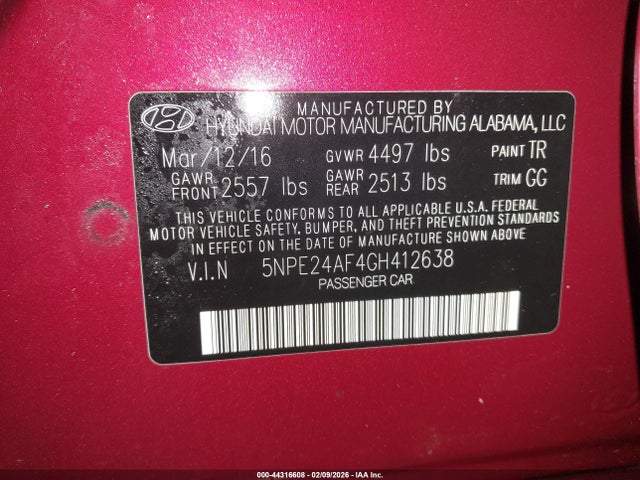 MANUFACTURED BY
HYUNDAI MOTOR MANUFACTURING ALABAMA, LLC
Mar/12/16 GVWR 4497 lbs PAINT TR
GAWR FRONT 2557 lbs GAWR REAR 2513 lbs TRIM GG
THIS VEHICLE CONFORMS TO ALL APPLICABLE U.S.A. FEDERAL
MOTOR VEHICLE SAFETY, BUMPER, AND THEFT PREVENTION STANDARDS
IN EFFECT ON THE DATE OF MANUFACTURE SHOWN ABOVE
V.I.N 5NPE24AF4GH412638
PASSENGER CAR
000-44316608 - 02/09/2026 - IAA Inc.